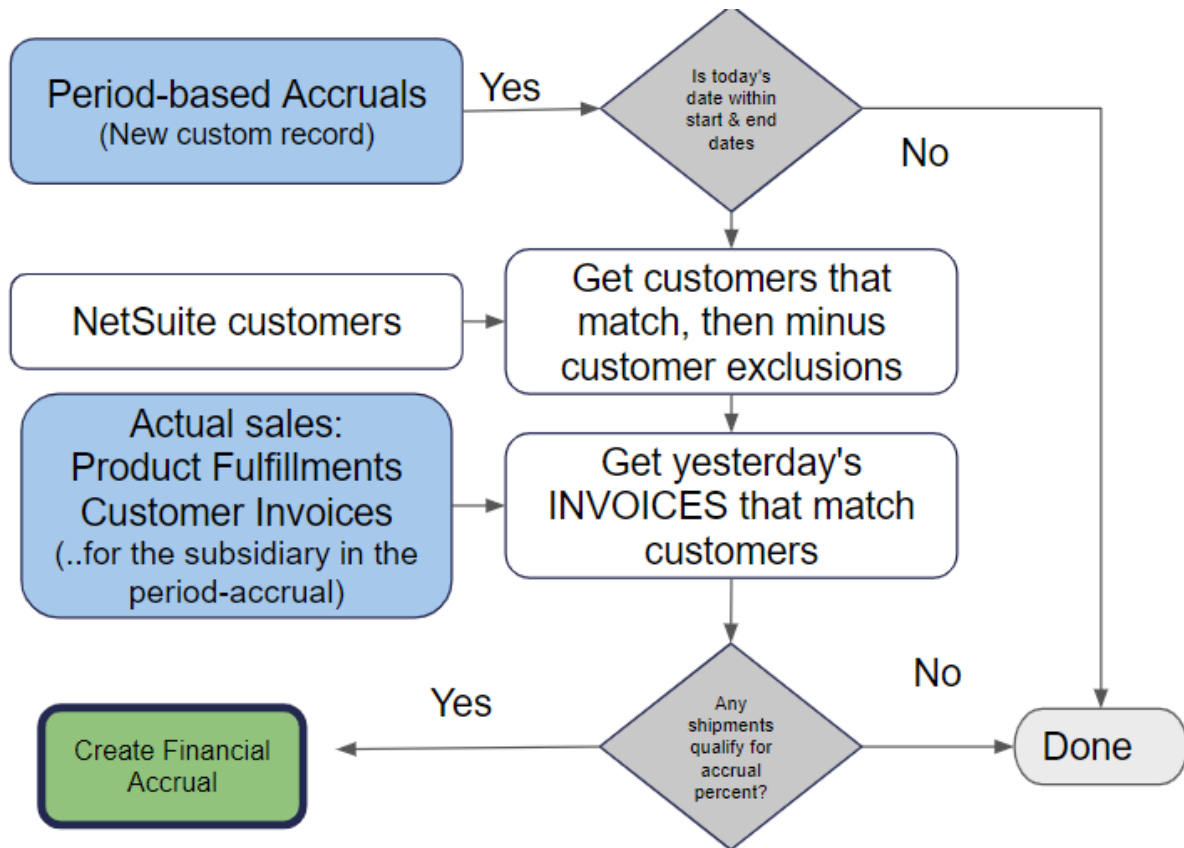 Period-based Accruals
(New custom record)
Yes
Is today's
date within
start & end
dates
No
NetSuite customers
Get customers that
match, then minus
customer exclusions
Actual sales:
Product Fulfillments
Customer Invoices
(..for the subsidiary in the
period-accrual)
Get yesterday's
INVOICES that match
customers
Yes
Any
shipments
qualify for
accrual
percent?
No
Create Financial
Accrual
Done